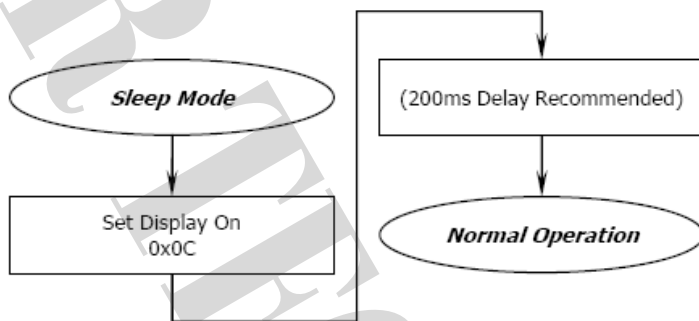 Sleep Mode
Set Display On
0x0C
(200ms Delay Recommended)
Normal Operation